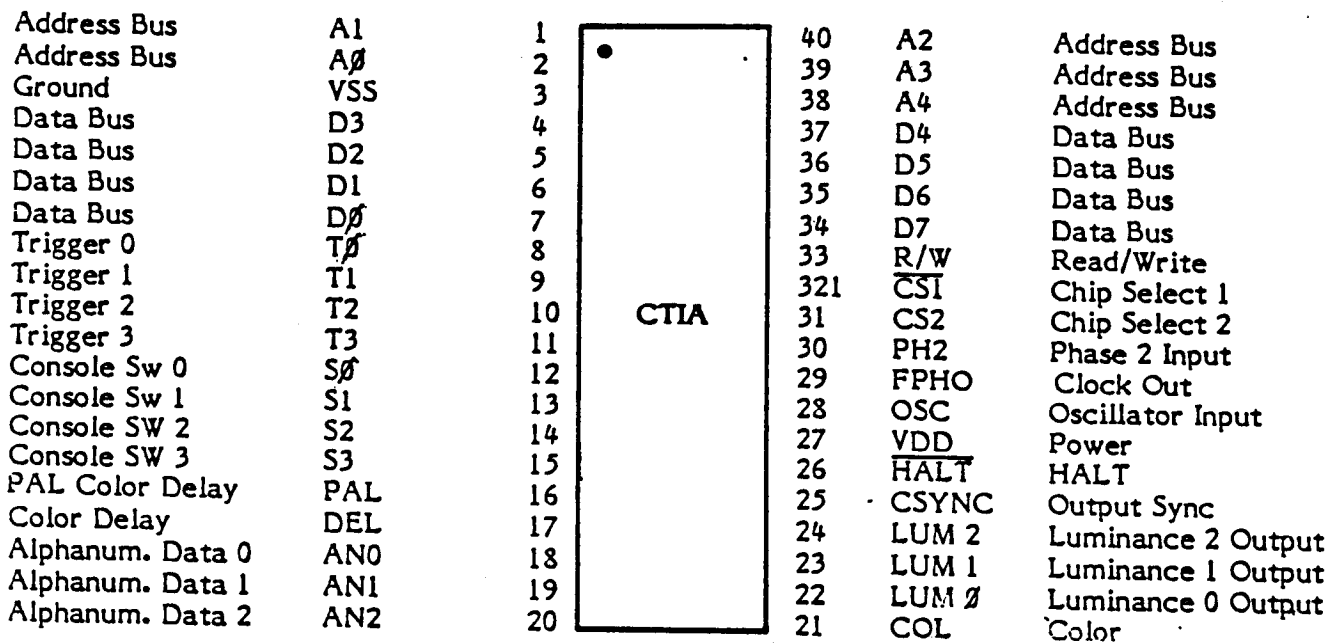 Address Bus A1 1
Address Bus AØ 2
Ground VSS 3
Data Bus D3 4
Data Bus D2 5
Data Bus D1 6
Data Bus DØ 7
Trigger 0 TØ 8
Trigger 1 T1 9
Trigger 2 T2 10
Trigger 3 T3 11
Console Sw 0 SØ 12
Console Sw 1 S1 13
Console SW 2 S2 14
Console SW 3 S3 15
PAL Color Delay PAL 16
Color Delay DEL 17
Alphanum. Data 0 AN0 18
Alphanum. Data 1 AN1 19
Alphanum. Data 2 AN2 20
CTIA
40 A2 Address Bus
39 A3 Address Bus
38 A4 Address Bus
37 D4 Data Bus
36 D5 Data Bus
35 D6 Data Bus
34 D7 Data Bus
33 R/W Read/Write
321 C̅S̅1̅ Chip Select 1
31 CS2 Chip Select 2
30 PH2 Phase 2 Input
29 FPHO Clock Out
28 OSC Oscillator Input
27 VDD Power
26 H̅A̅L̅T̅ HALT
25 CSYNC Output Sync
24 LUM 2 Luminance 2 Output
23 LUM 1 Luminance 1 Output
22 LUM Ø Luminance 0 Output
21 COL Color